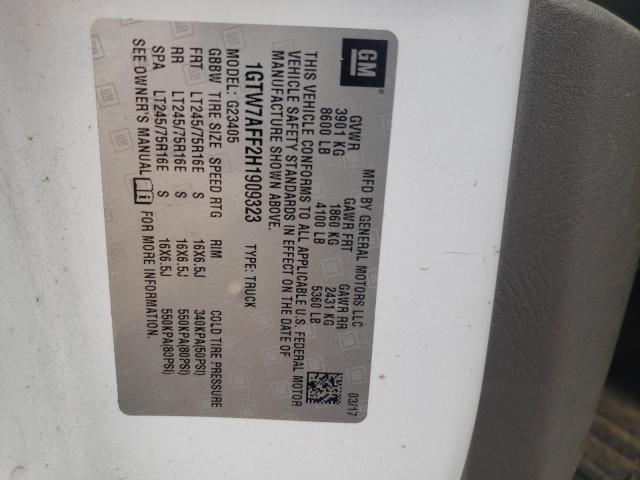 GM
MFD BY GENERAL MOTORS LLC
GVWR GAWR FRT GAWR RR
3901 KG 1860 KG 2431 KG
8600 LB 4100 LB 5360 LB
03/17
THIS VEHICLE CONFORMS TO ALL APPLICABLE U.S. FEDERAL MOTOR
VEHICLE SAFETY STANDARDS IN EFFECT ON THE DATE OF
MANUFACTURE SHOWN ABOVE.
1GTW7AFF2H1909323 TYPE: TRUCK
MODEL: G23405
GBBW TIRE SIZE SPEED RTG RIM COLD TIRE PRESSURE
FRT LT245/75R16E S 16X6.5J 340KPA(50PSI)
RR LT245/75R16E S 16X6.5J 550KPA(80PSI)
SPA LT245/75R16E S 16X6.5J 550KPA(80PSI)
SEE OWNER'S MANUAL FOR MORE INFORMATION.